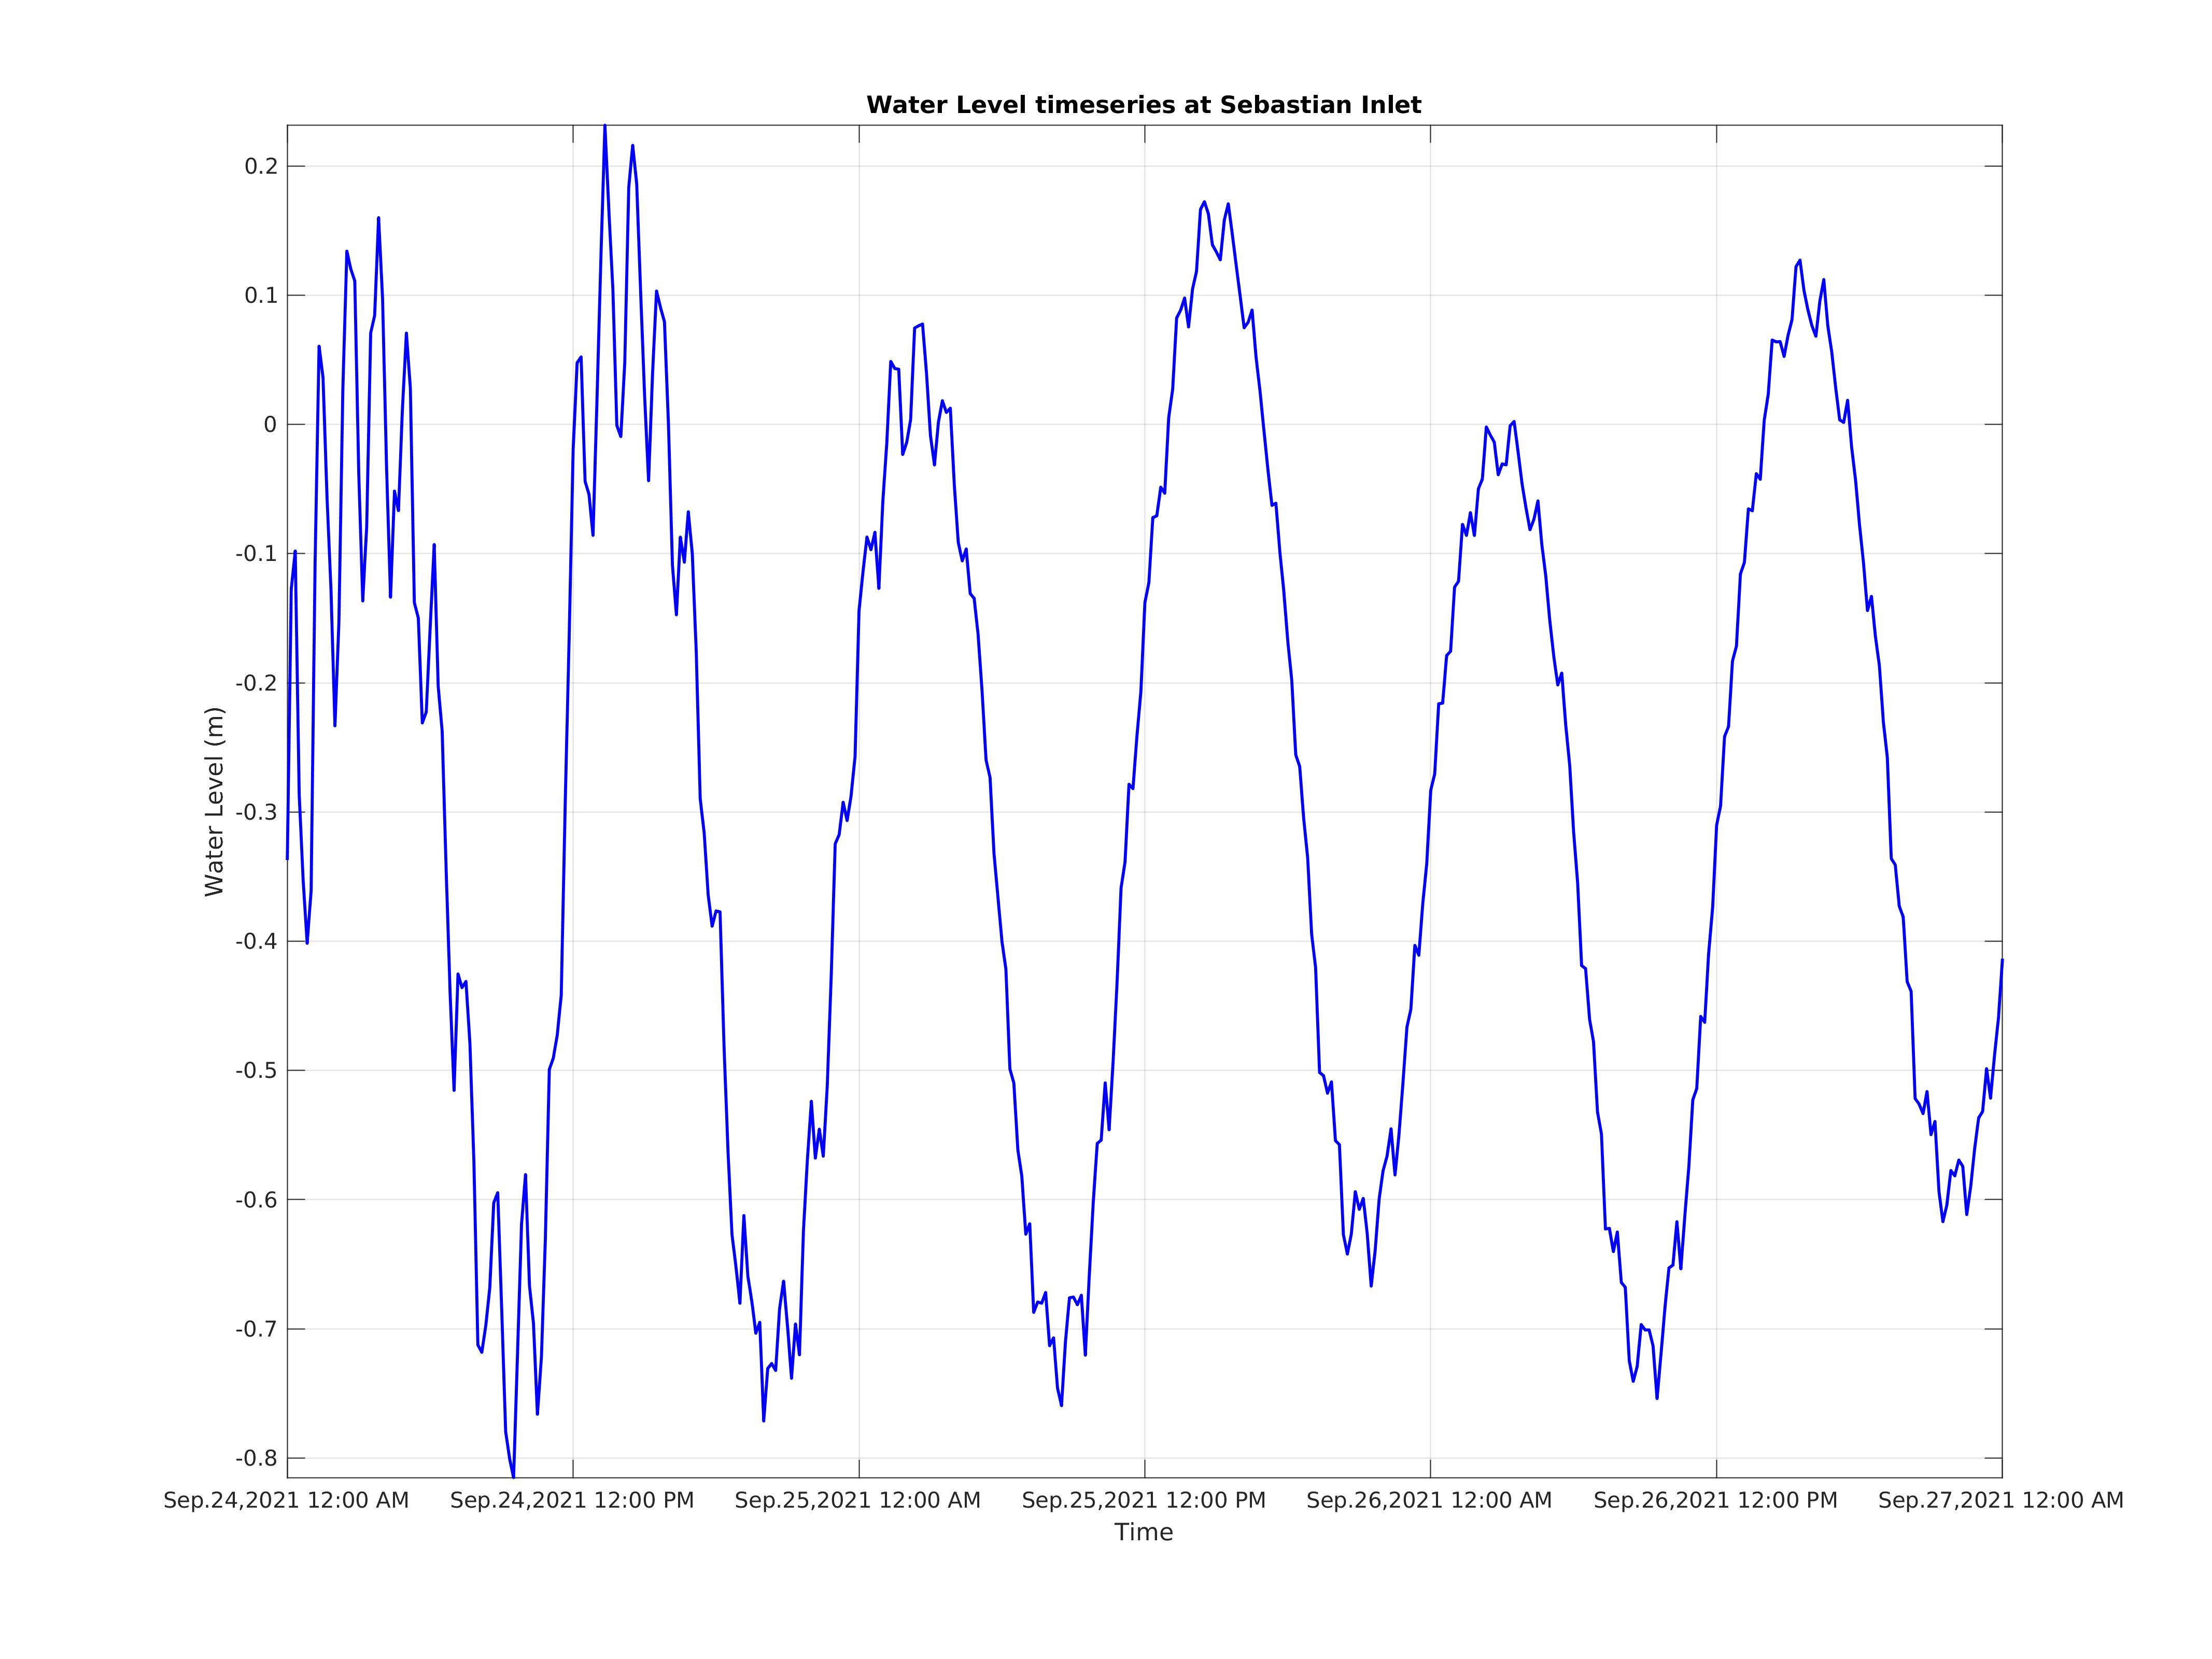 Water Level timeseries at Sebastian Inlet
0.2
0.1
0
-0.1
-0.2
-0.3
-0.4
-0.5
-0.6
-0.7
-0.8
Water Level (m)
Sep.24,2021 12:00 AM Sep.24,2021 12:00 PM Sep.25,2021 12:00 AM Sep.25,2021 12:00 PM Sep.26,2021 12:00 AM Sep.26,2021 12:00 PM Sep.27,2021 12:00 AM
Time